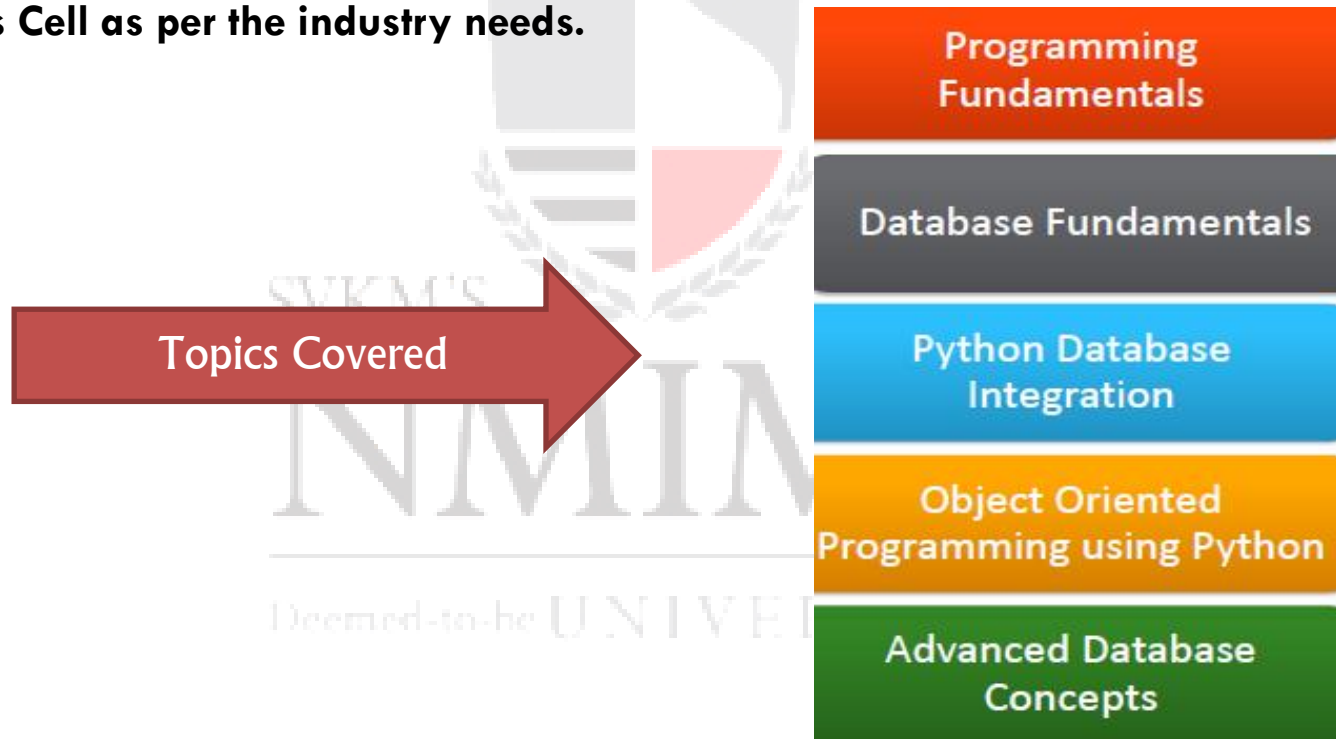 s Cell as per the industry needs.
Programming
Fundamentals
Database Fundamentals
SVKM'S
Topics Covered
Python Database
Integration
NMIM
Object Oriented
Programming using Python
Deemed-to-be UNIVE
Advanced Database
Concepts